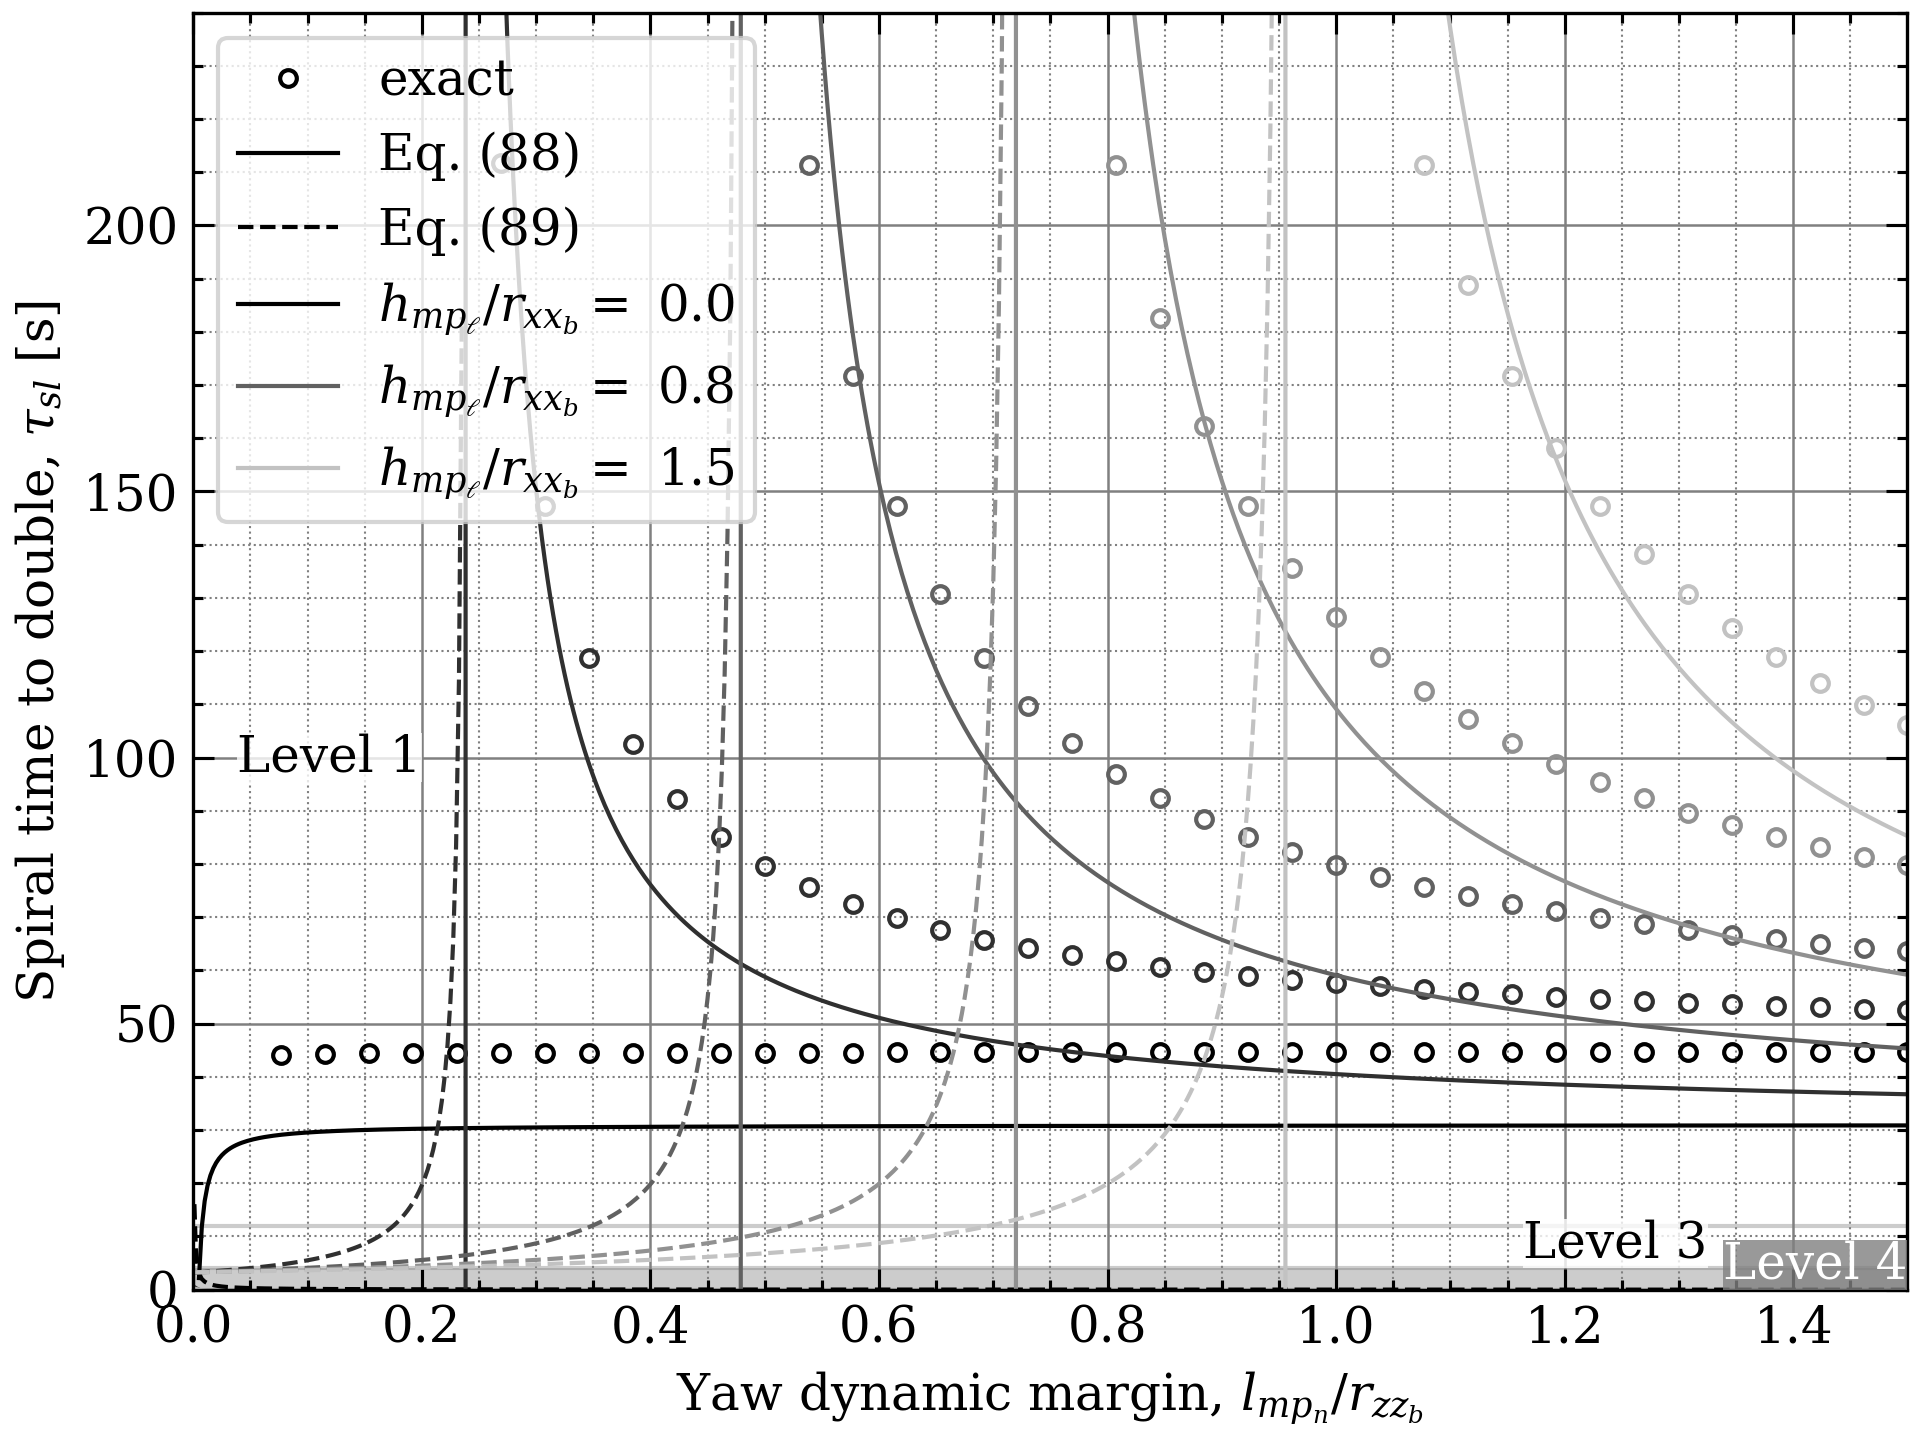 exact
Eq. (88)
Eq. (89)
h_{mp_ℓ}/r_{xx_b} = 0.0
h_{mp_ℓ}/r_{xx_b} = 0.8
h_{mp_ℓ}/r_{xx_b} = 1.5
Spiral time to double, τ_{sl} [s]
200
150
100
50
0
Level 1
Level 3
Level 4
0.0 0.2 0.4 0.6 0.8 1.0 1.2 1.4
Yaw dynamic margin, l_{mp_n}/r_{zz_b}